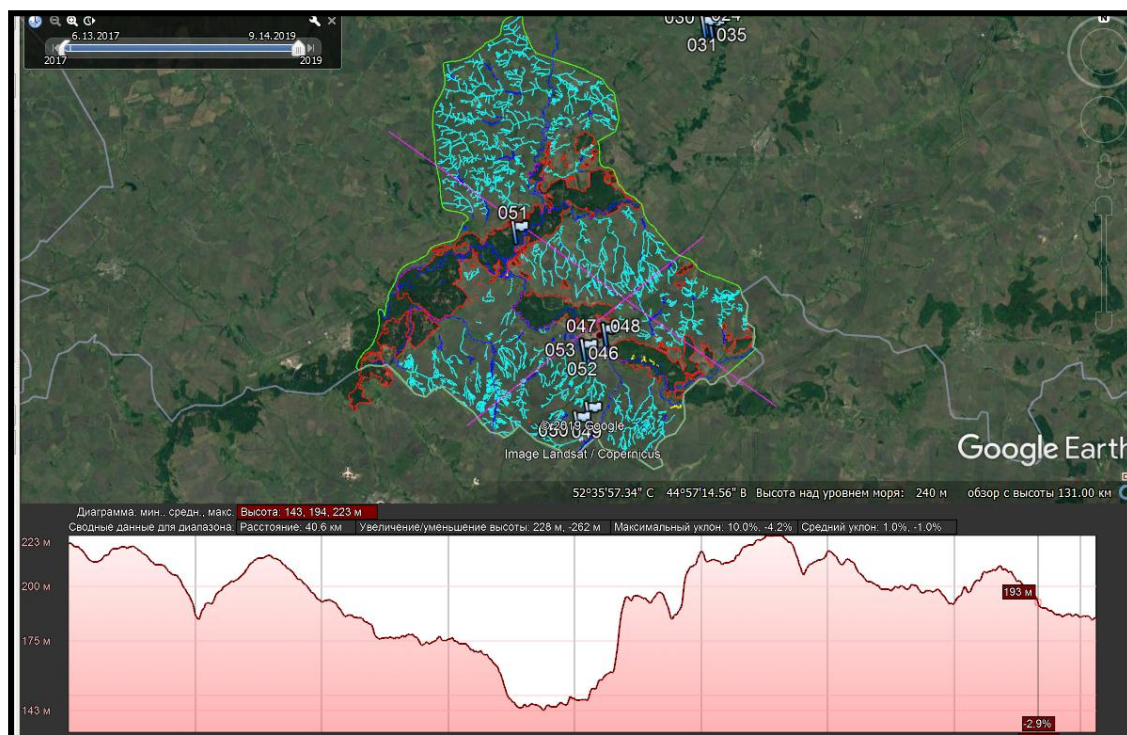 6.13.2017 9.14.2019
2017 2019
N
030 024
031 035
051
047 048
053 046
052
050 049
© 2019 Google
Image Landsat / Copernicus
Google Earth
52°35'57.34" С 44°57'14.56" В Высота над уровнем моря: 240 м обзор с высоты 131.00 км
Диаграмма: мин., средн., макс. Высота: 143, 194, 223 м
Сводные данные для диапазона: Расстояние: 40.6 км Увеличение/уменьшение высоты: 228 м, -262 м Максимальный уклон: 10.0%, -4.2% Средний уклон: 1.0%, -1.0%
223 м
200 м
193 м
175 м
143 м
-2.9%